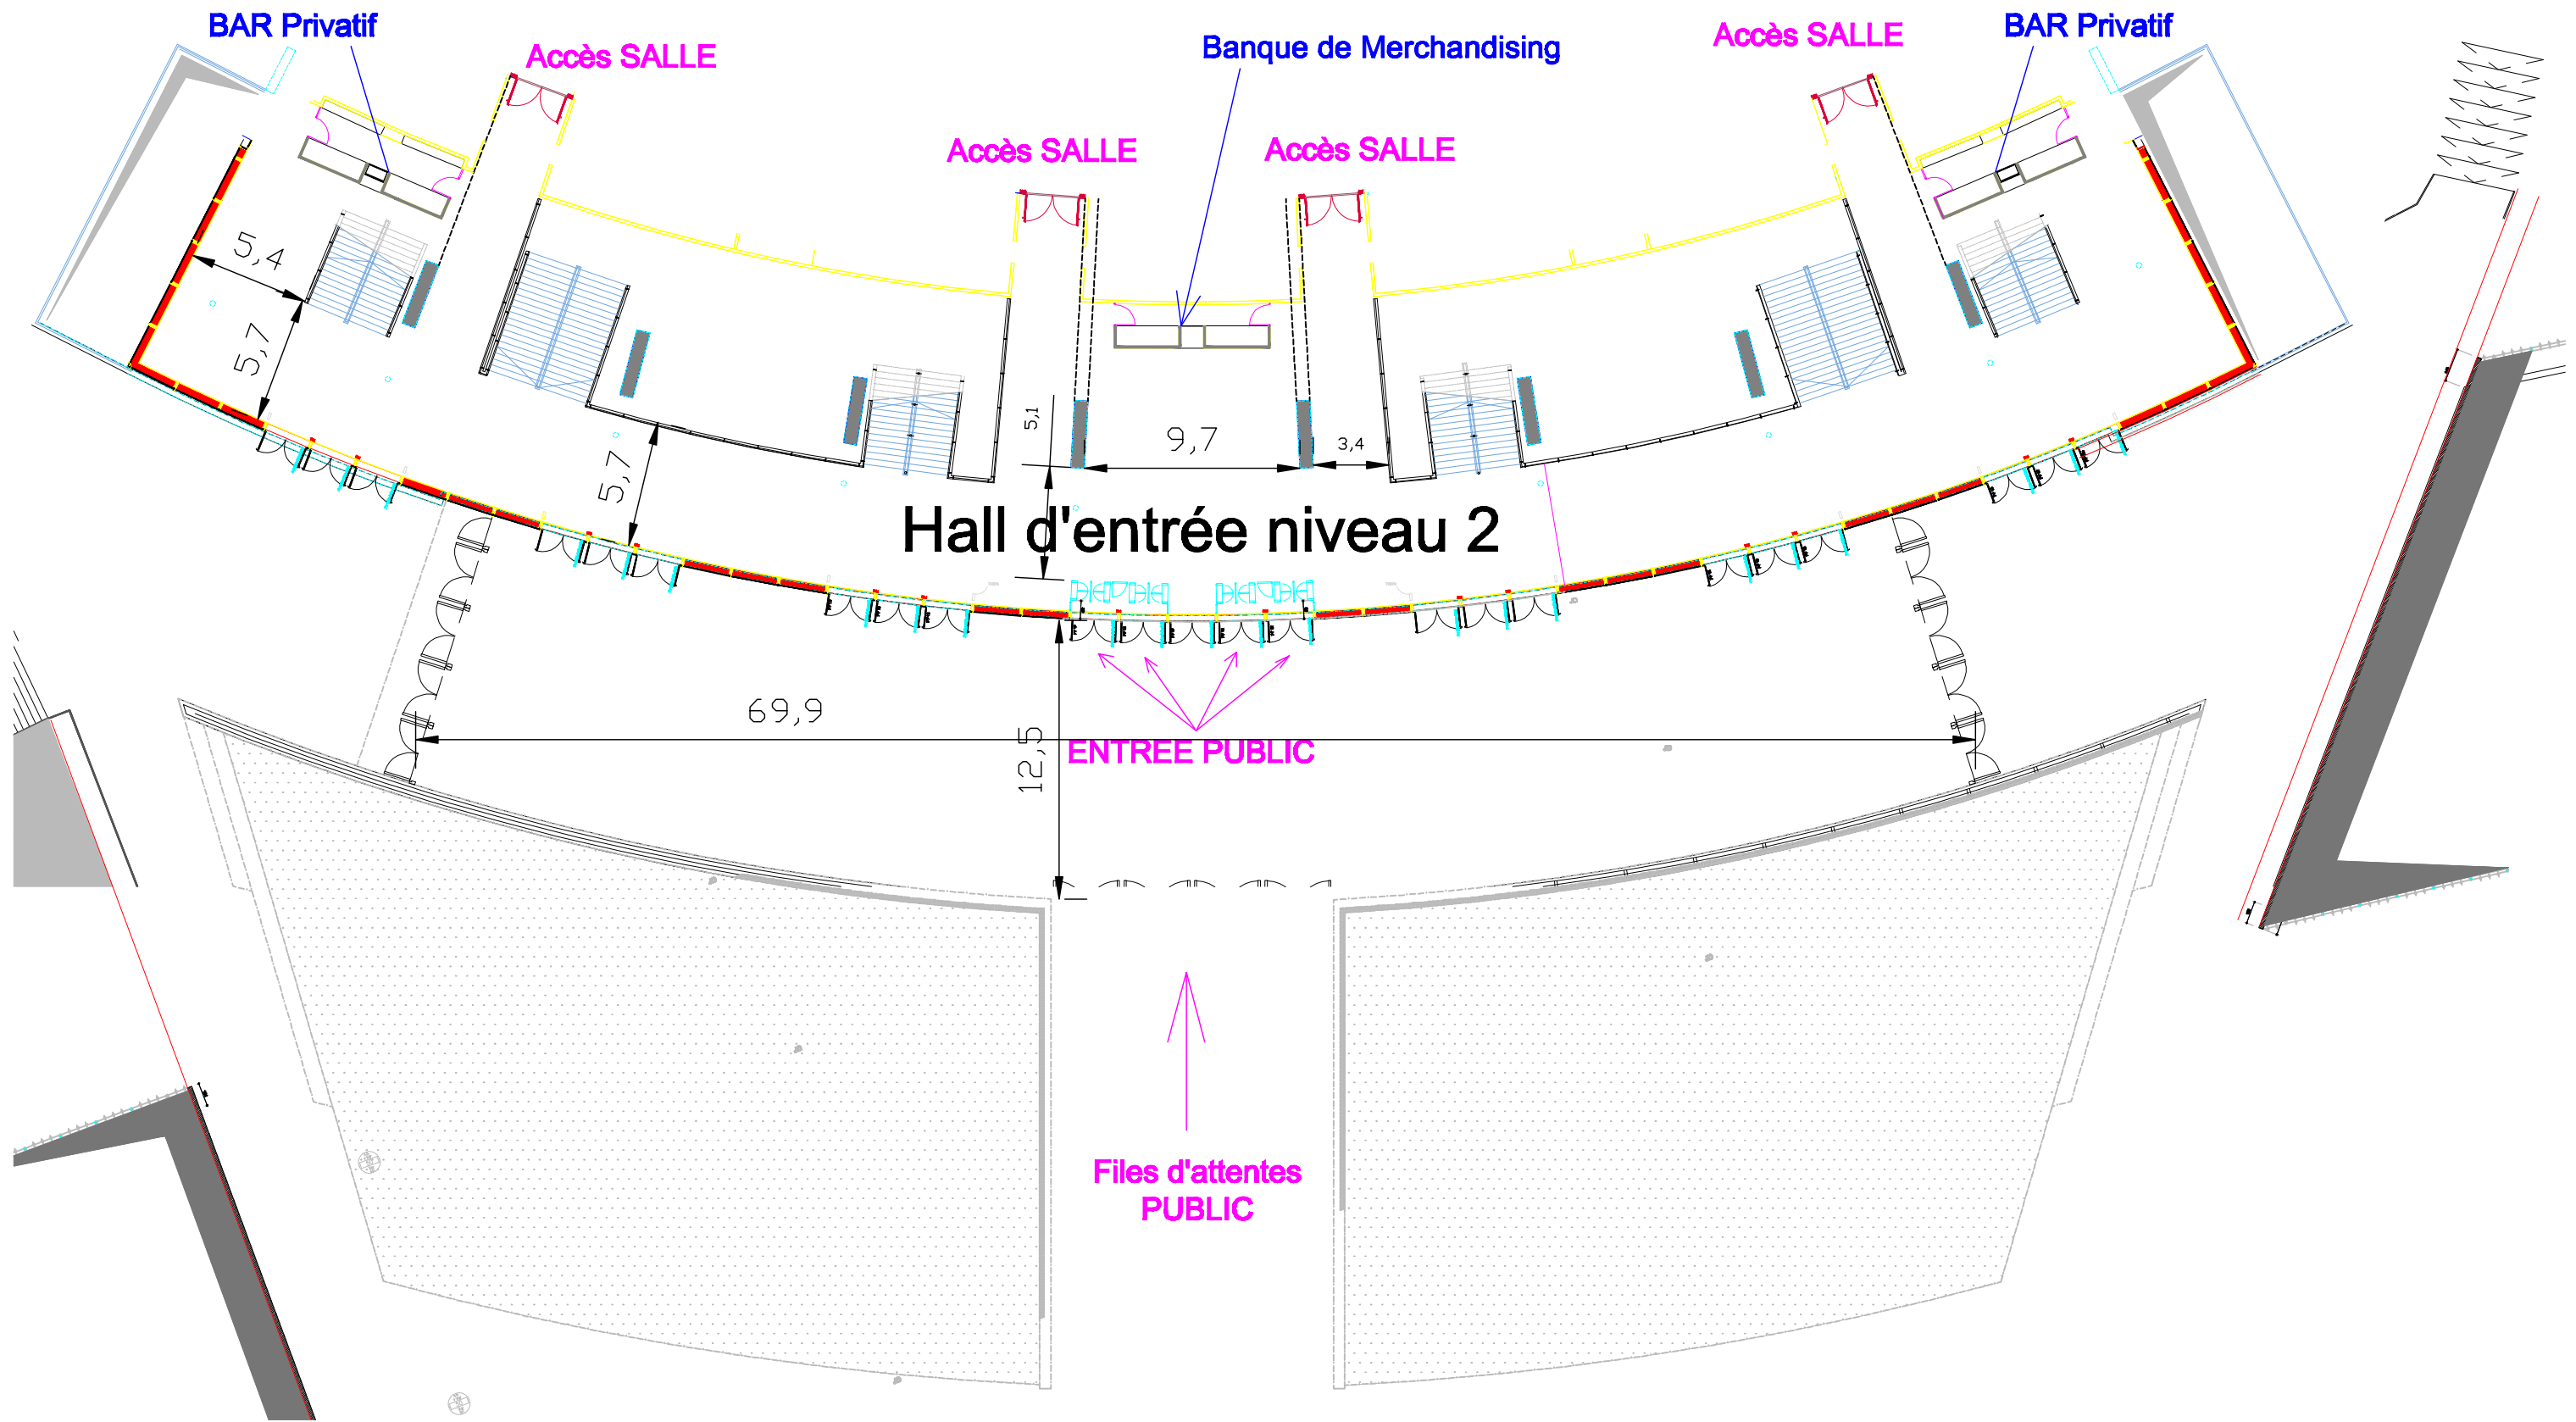 BAR Privatif
Accès SALLE
Banque de Merchandising
Accès SALLE
BAR Privatif
Accès SALLE
Accès SALLE
5,4
5,7
5,7
5,1
9,7
3,4
Hall d'entrée niveau 2
69,9
12,5
ENTREE PUBLIC
Files d'attentes
PUBLIC